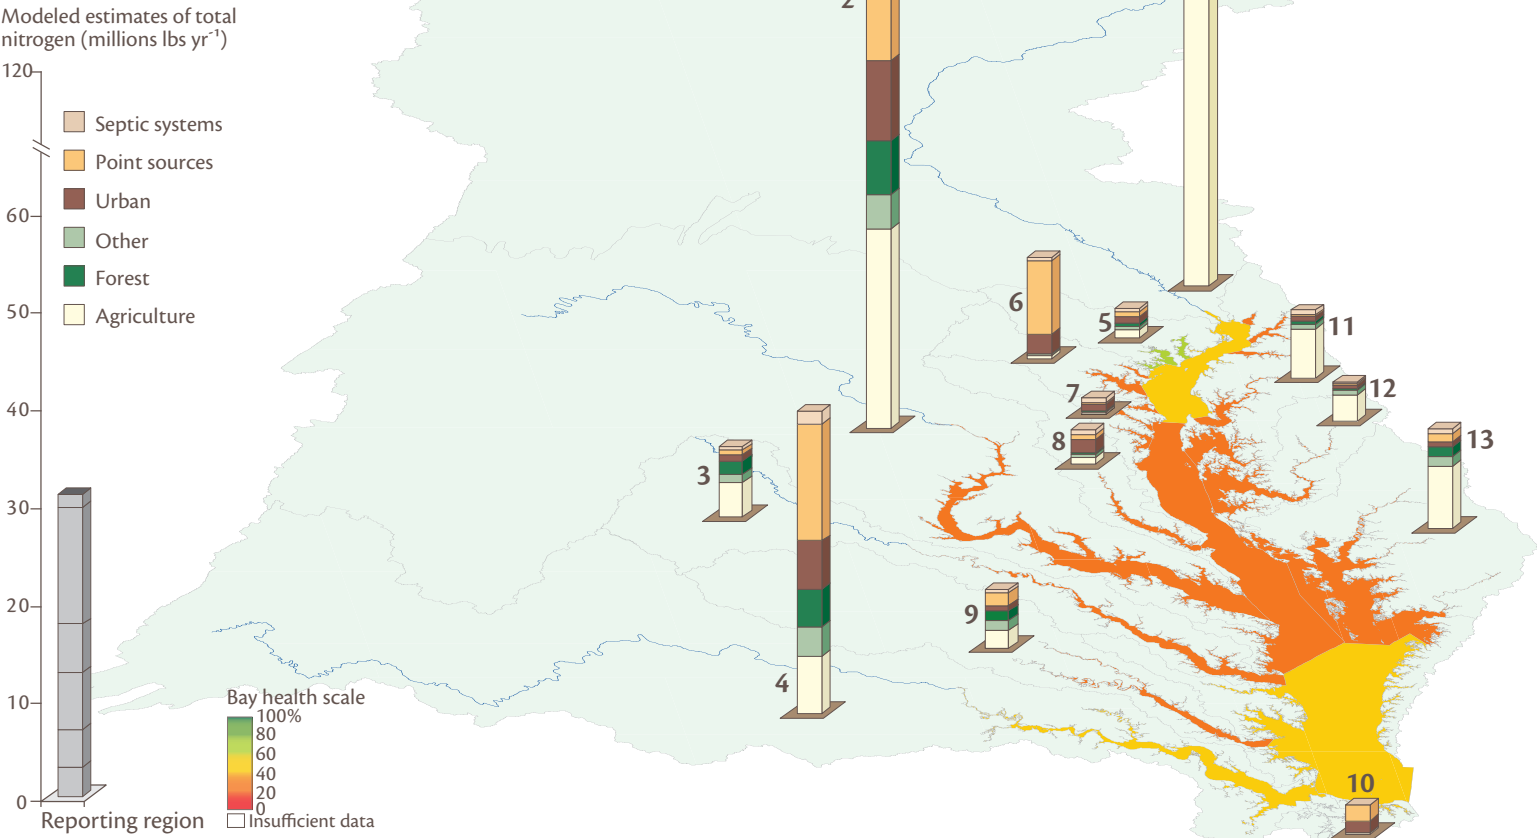 Modeled estimates of total
nitrogen (millions lbs yr⁻¹)
120
Septic systems
Point sources
Urban
Other
Forest
Agriculture
60
50
40
30
20
10
0
Reporting region
Bay health scale
100%
80
60
40
20
0
Insufficient data
2
6
5
11
7
12
8
13
3
9
4
10